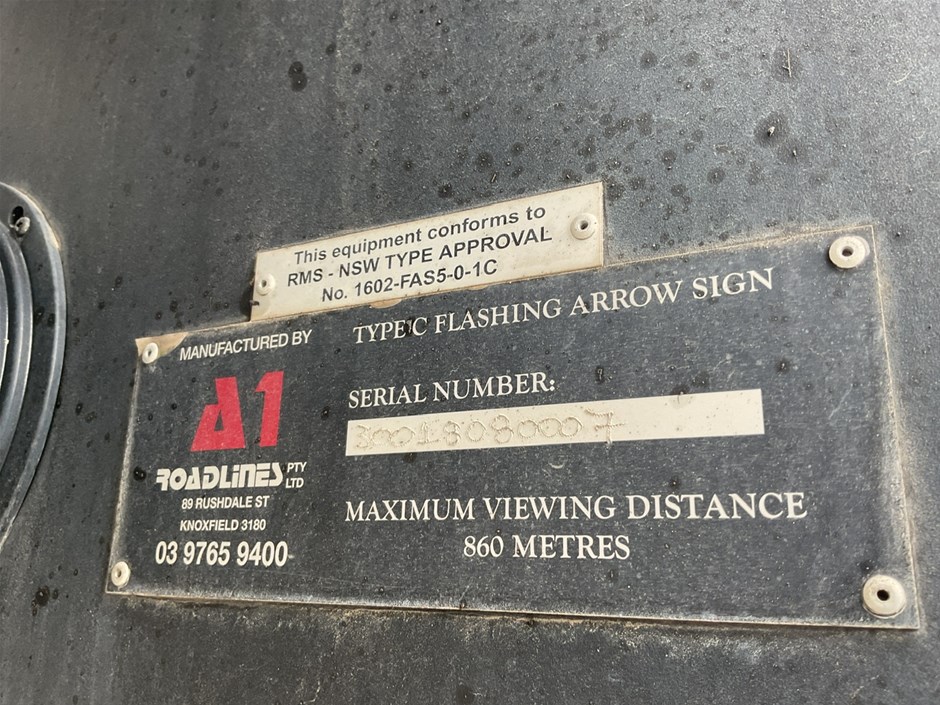 This equipment conforms to
RMS - NSW TYPE APPROVAL
No. 1602-FAS5-0-1C
MANUFACTURED BY
A1
ROADLINES PTY LTD
89 RUSHDALE ST
KNOXFIELD 3180
03 9765 9400
TYPE C FLASHING ARROW SIGN
SERIAL NUMBER:
30018080007
MAXIMUM VIEWING DISTANCE
860 METRES